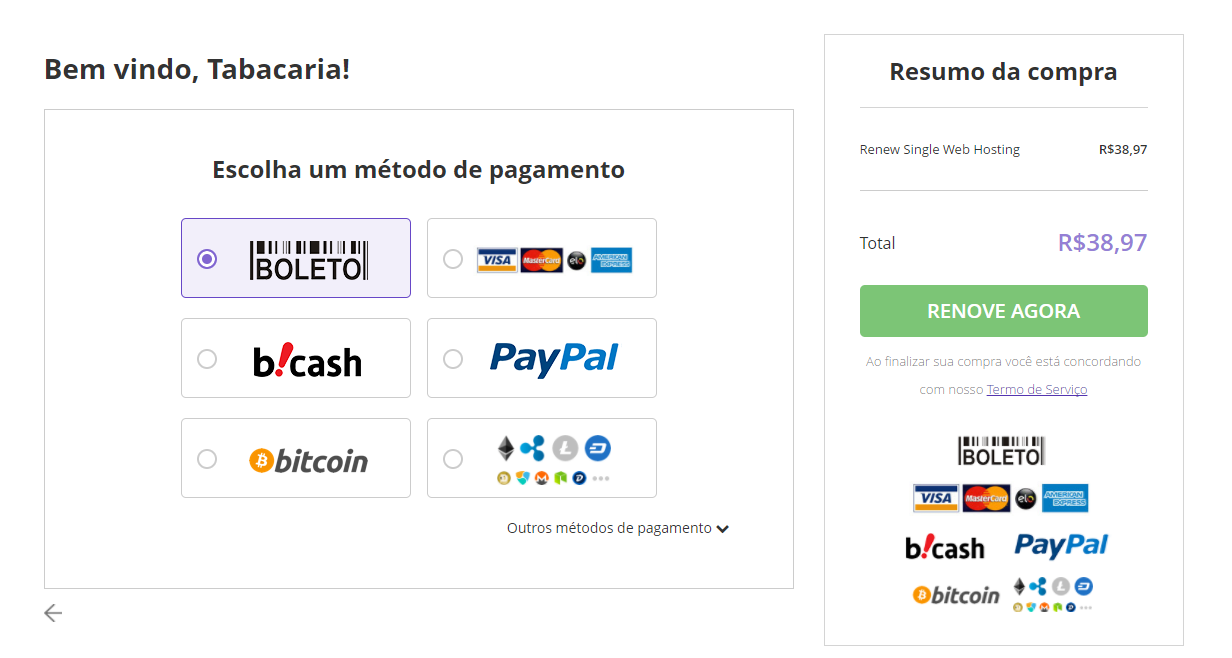 Bem vindo, Tabacaria!
Escolha um método de pagamento
BOLETO
VISA MasterCard elo AMERICAN EXPRESS
b!cash
PayPal
bitcoin
Outros métodos de pagamento
Resumo da compra
Renew Single Web Hosting R$38,97
Total R$38,97
RENOVE AGORA
Ao finalizar sua compra você está concordando
com nosso Termo de Serviço
BOLETO
VISA MasterCard elo AMERICAN EXPRESS
b!cash PayPal
bitcoin